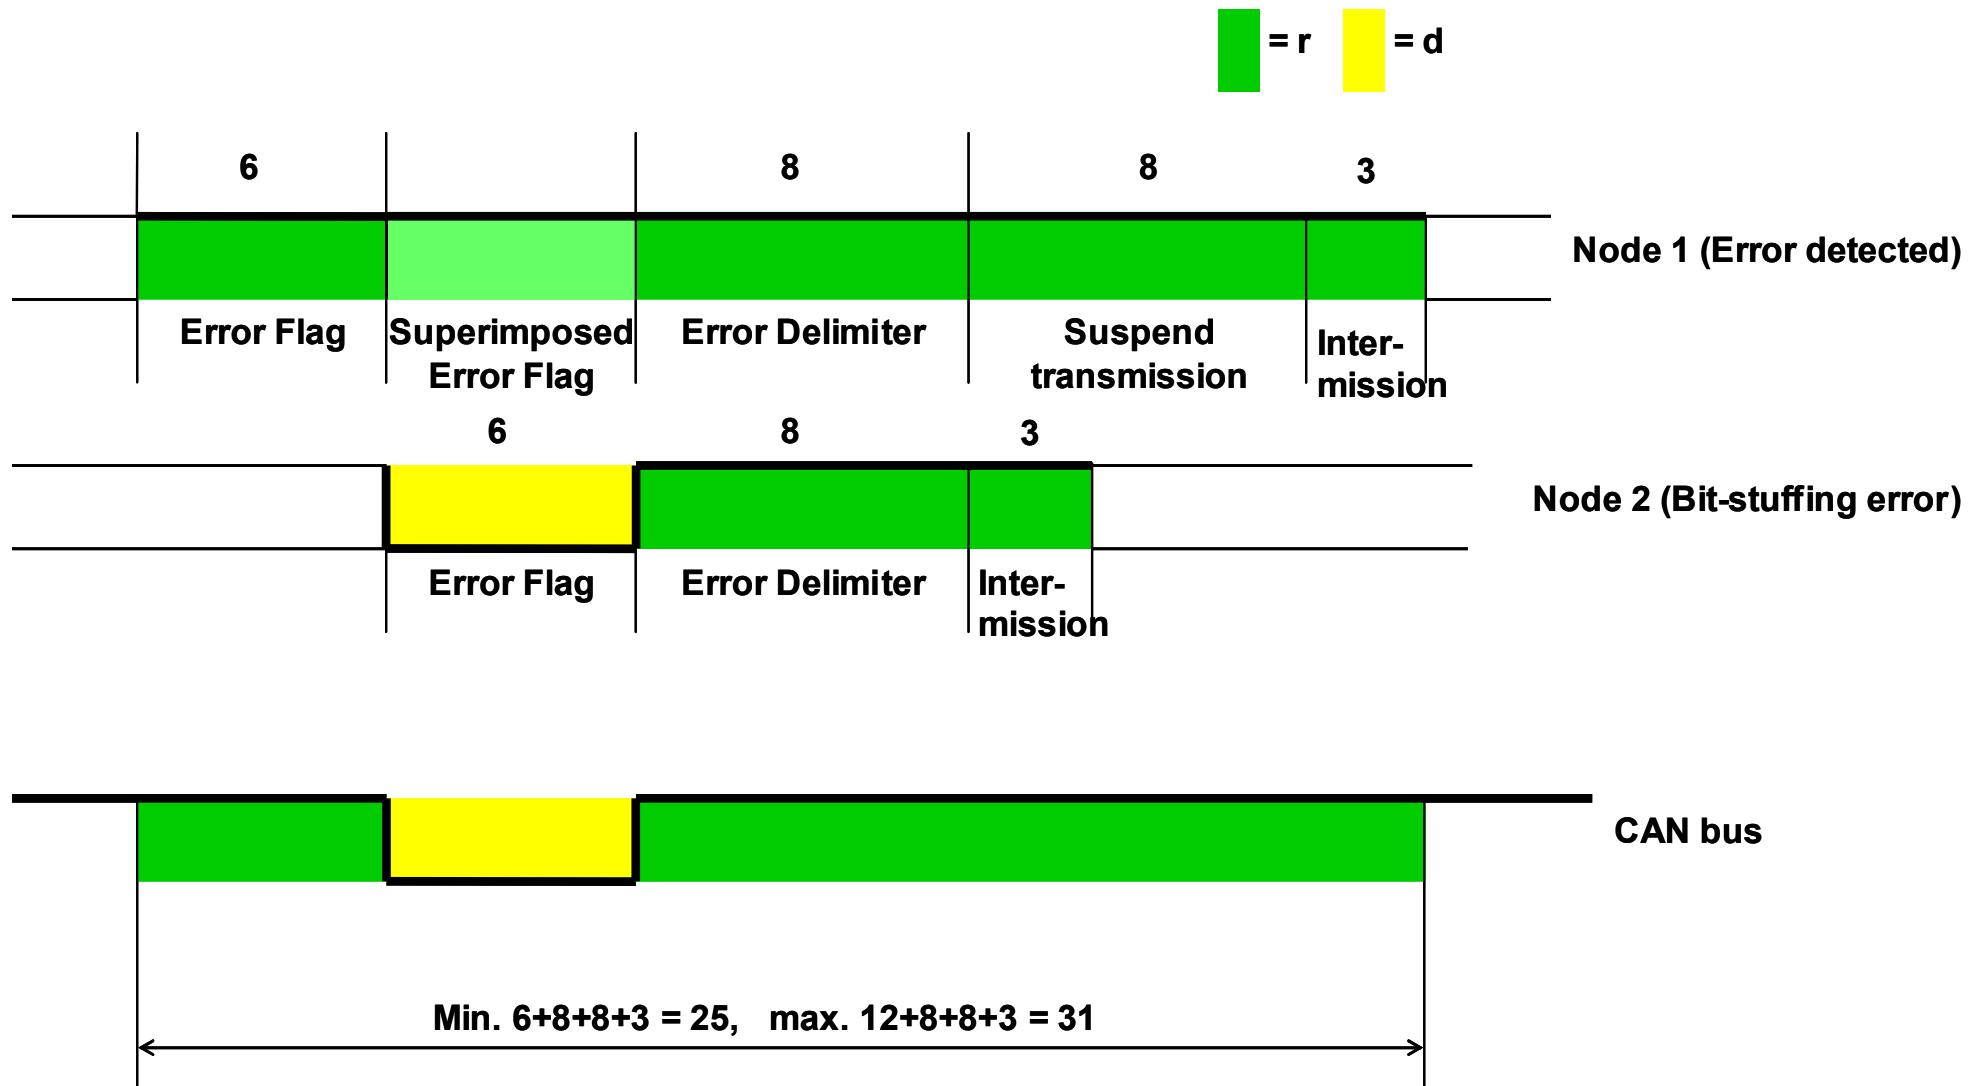 = r = d
6 8 8 3
Node 1 (Error detected)
Error Flag Superimposed Error Delimiter Suspend Inter-
Error Flag transmission mission
6 8 3
Node 2 (Bit-stuffing error)
Error Flag Error Delimiter Inter-
mission
CAN bus
Min. 6+8+8+3 = 25, max. 12+8+8+3 = 31